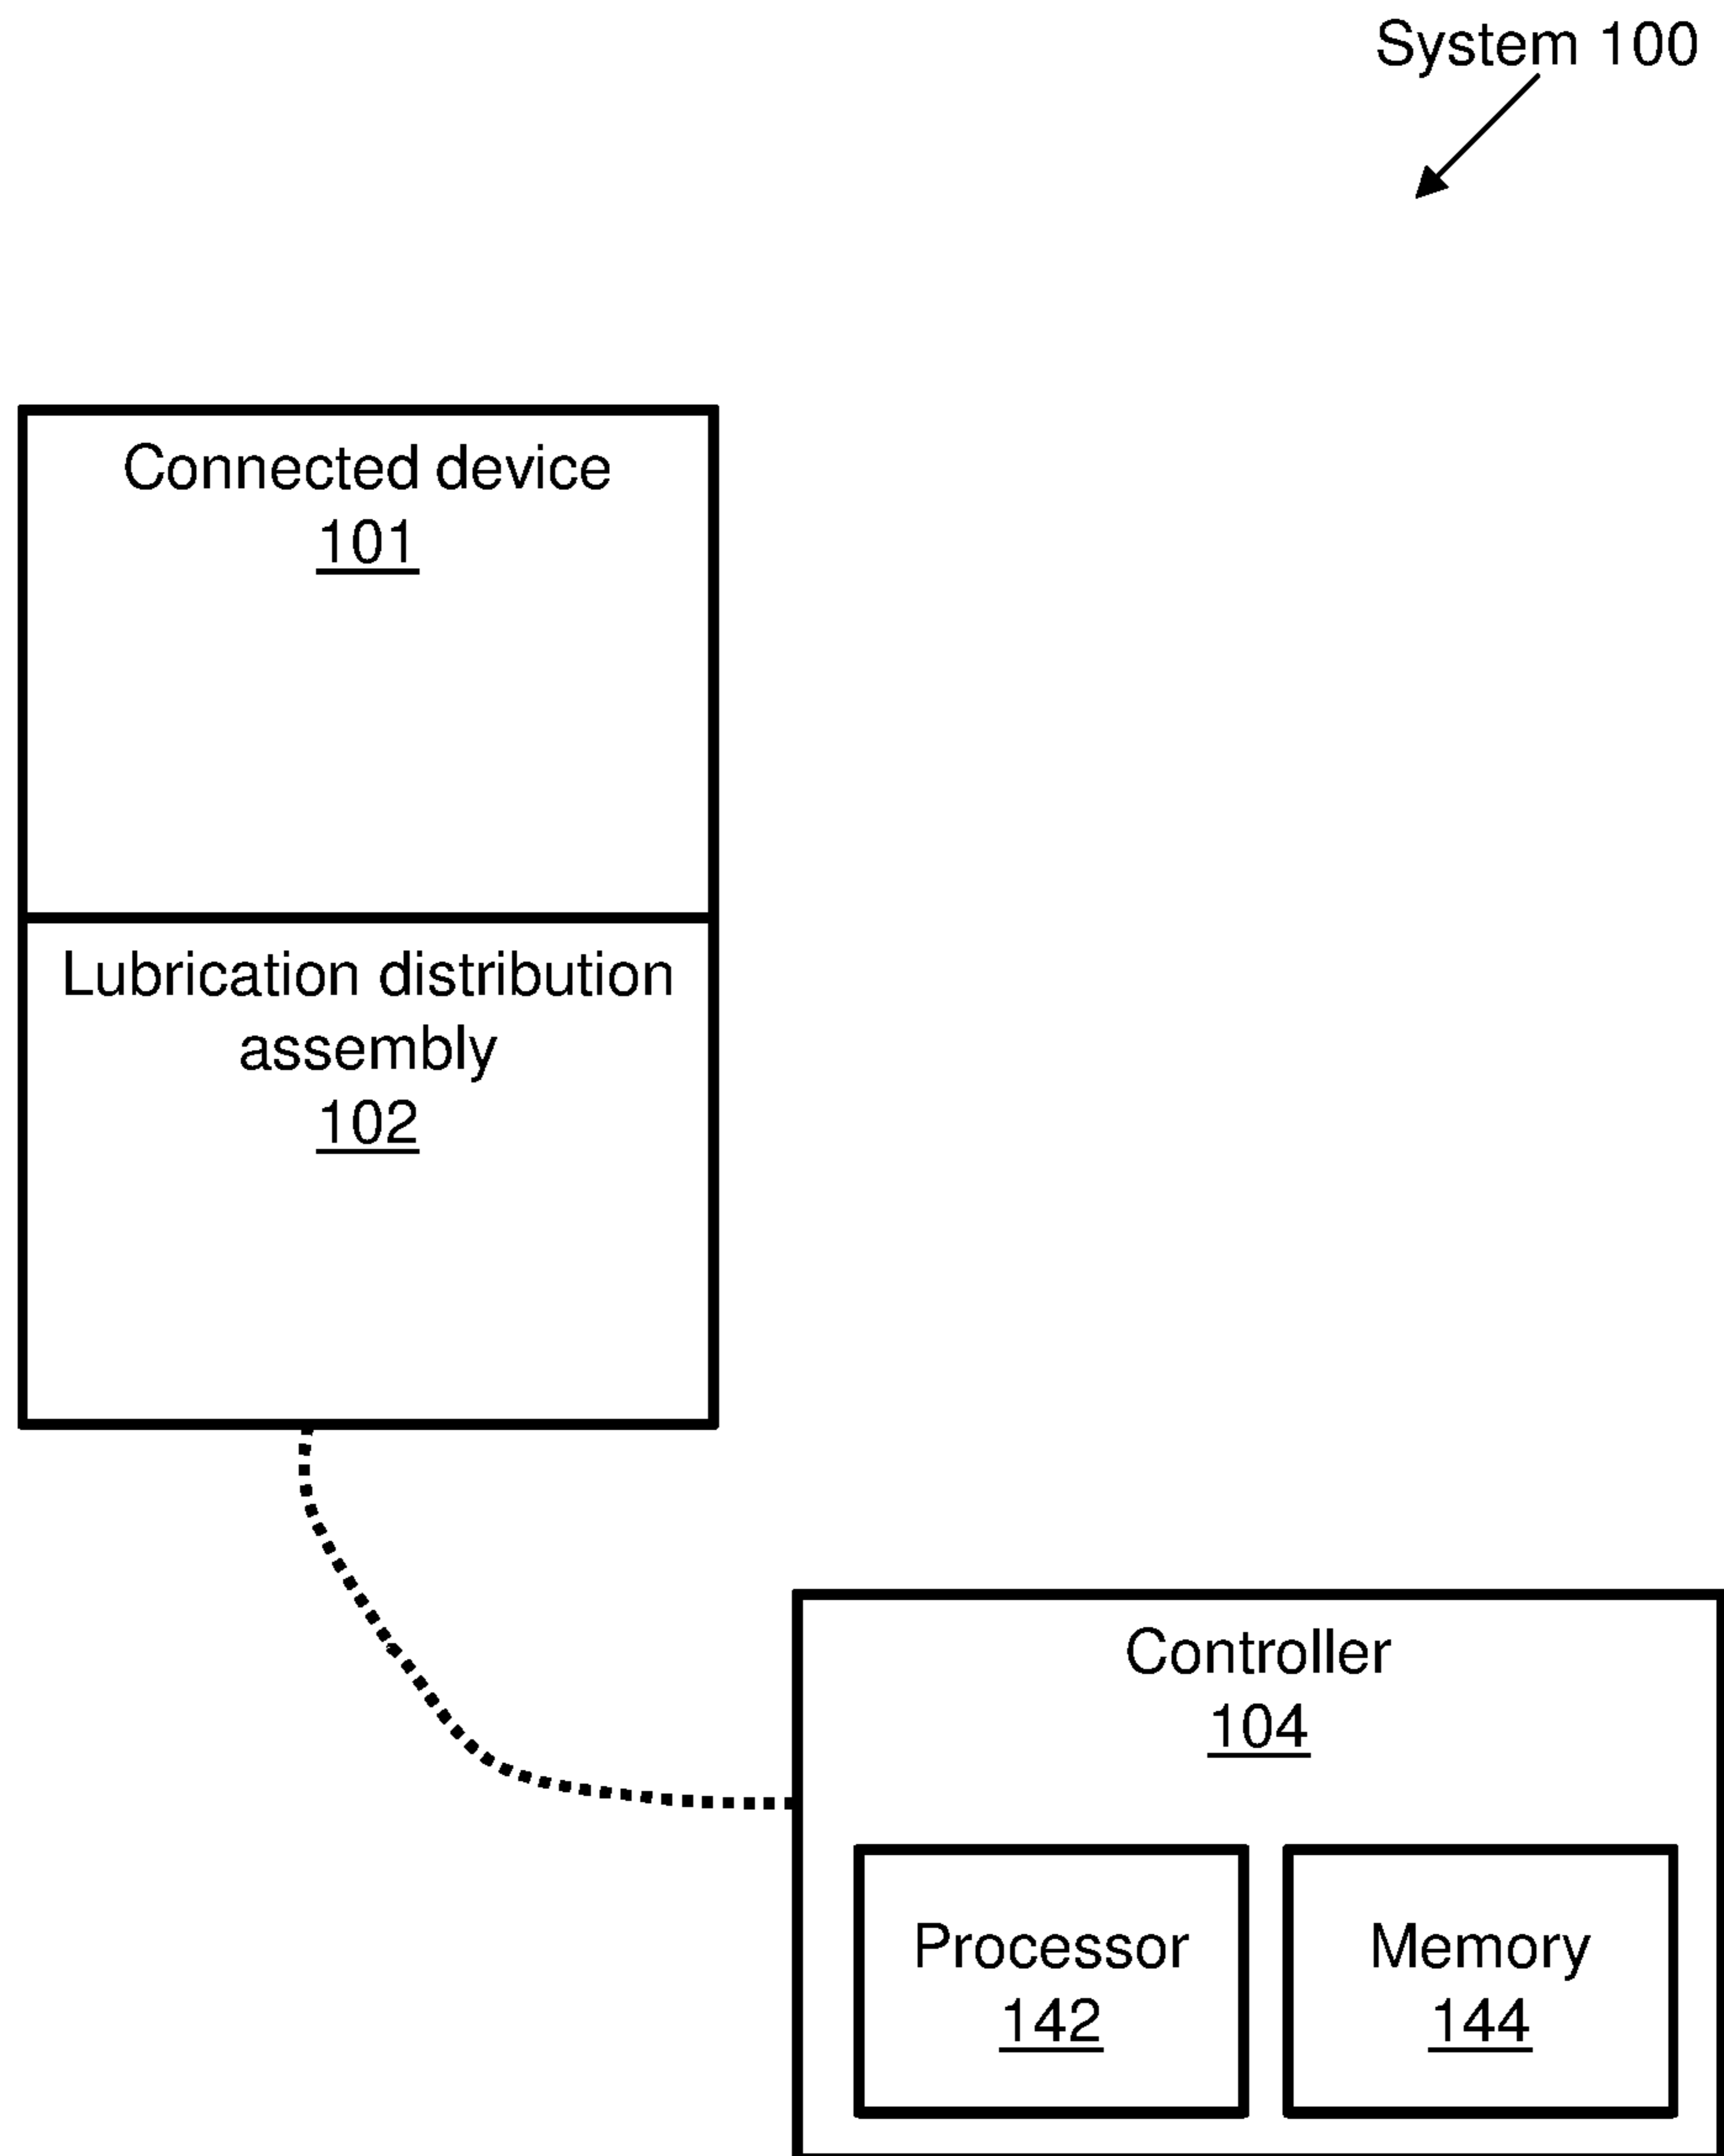 System 100
Connected device
101
Lubrication distribution
assembly
102
Controller
104
Processor
142
Memory
144